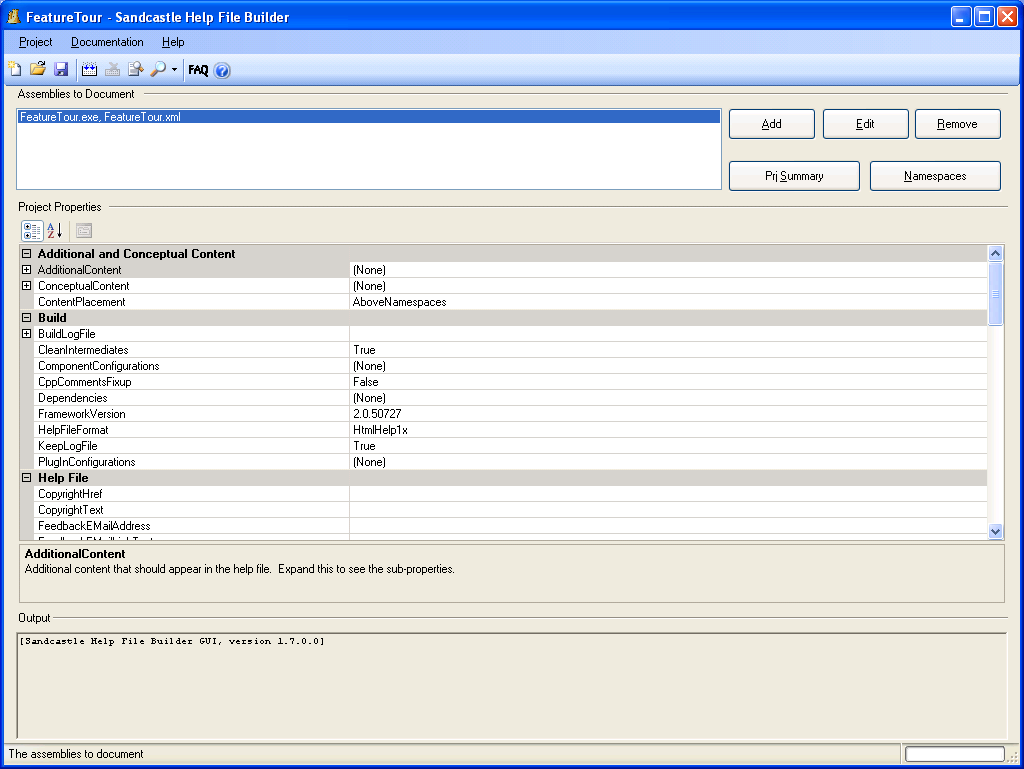 FeatureTour - Sandcastle Help File Builder
Project Documentation Help
FAQ
Assemblies to Document
FeatureTour.exe, FeatureTour.xml
Add Edit Remove
Prj Summary Namespaces
Project Properties
Additional and Conceptual Content
AdditionalContent (None)
ConceptualContent (None)
ContentPlacement AboveNamespaces
Build
BuildLogFile
CleanIntermediates True
ComponentConfigurations (None)
CppCommentsFixup False
Dependencies (None)
FrameworkVersion 2.0.50727
HelpFileFormat HtmlHelp1x
KeepLogFile True
PlugInConfigurations (None)
Help File
CopyrightHref
CopyrightText
FeedbackEMailAddress
AdditionalContent
Additional content that should appear in the help file. Expand this to see the sub-properties.
Output
[Sandcastle Help File Builder GUI, version 1.7.0.0]
The assemblies to document